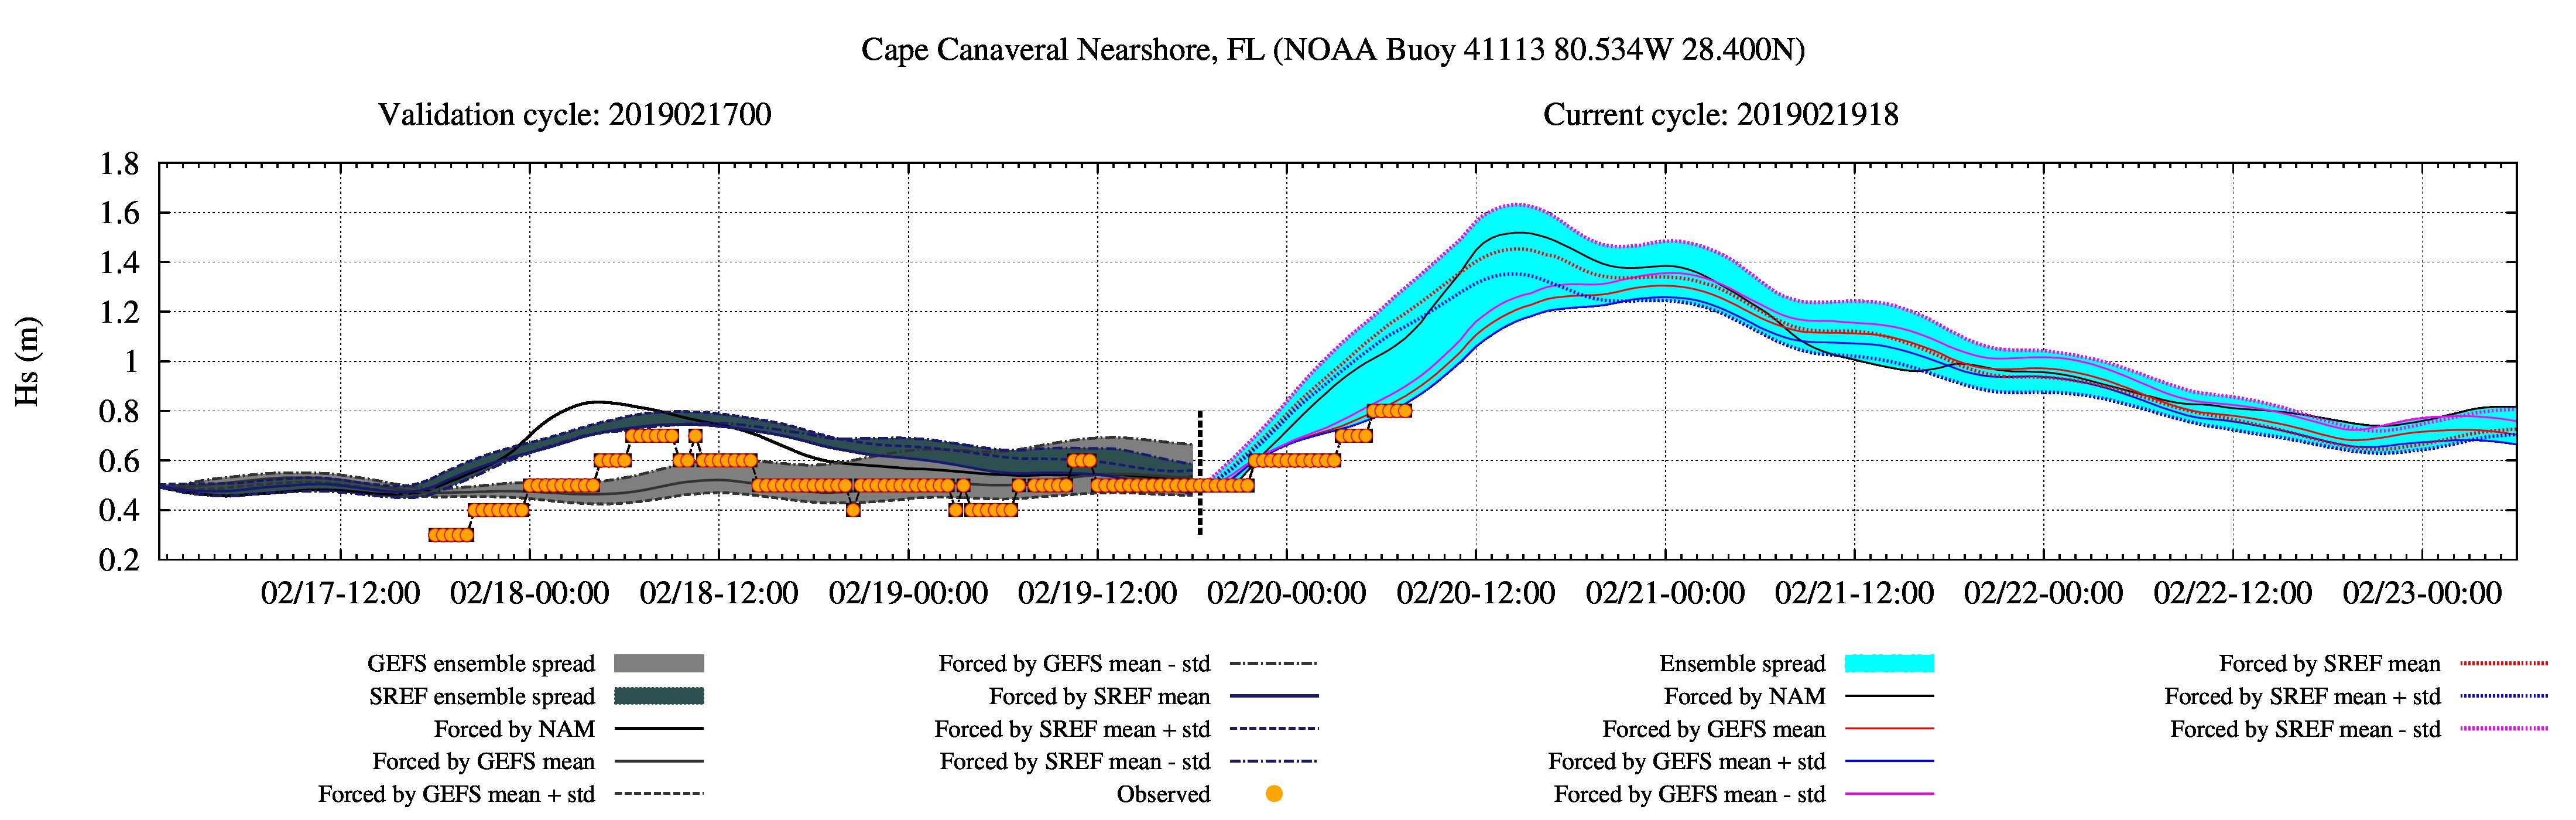 Cape Canaveral Nearshore, FL (NOAA Buoy 41113 80.534W 28.400N)
Validation cycle: 2019021700
Current cycle: 2019021918
Hs (m)
1.8
1.6
1.4
1.2
1
0.8
0.6
0.4
0.2
02/17-12:00 02/18-00:00 02/18-12:00 02/19-00:00 02/19-12:00 02/20-00:00 02/20-12:00 02/21-00:00 02/21-12:00 02/22-00:00 02/22-12:00 02/23-00:00
GEFS ensemble spread
SREF ensemble spread
Forced by NAM
Forced by GEFS mean
Forced by GEFS mean + std
Forced by GEFS mean - std
Forced by SREF mean
Forced by SREF mean + std
Forced by SREF mean - std
Observed
Ensemble spread
Forced by NAM
Forced by GEFS mean
Forced by GEFS mean + std
Forced by GEFS mean - std
Forced by SREF mean
Forced by SREF mean + std
Forced by SREF mean - std